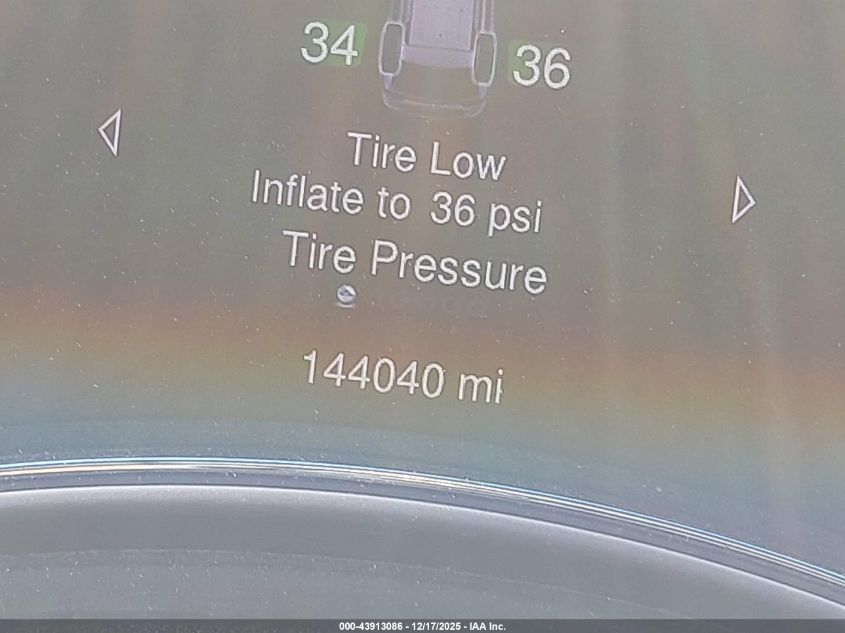 34 36
Tire Low
Inflate to 36 psi
Tire Pressure
144040 mi
000-43913086 - 12/17/2025 - IAA Inc.